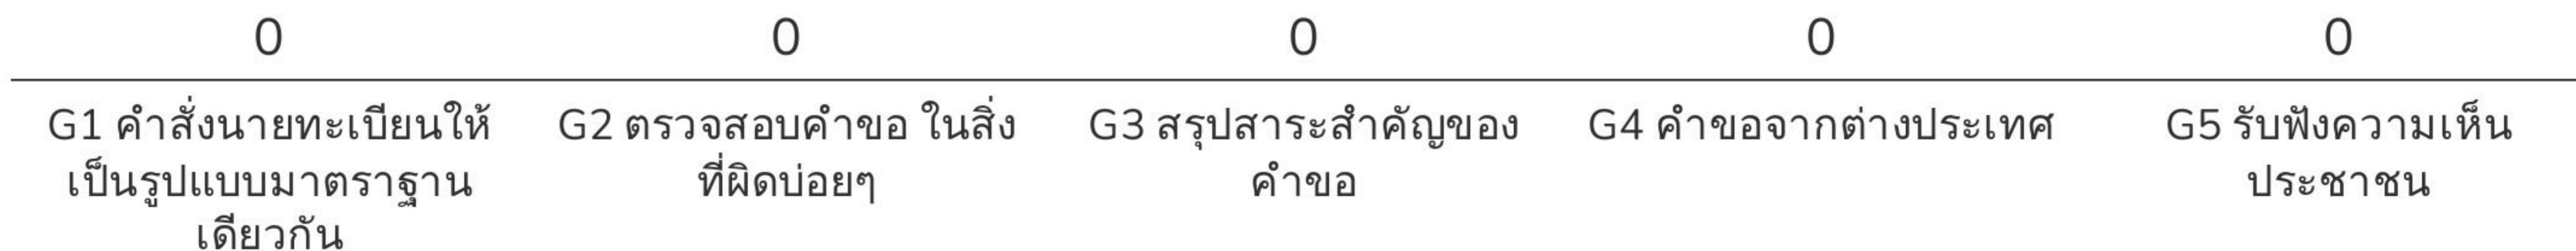 0 0 0 0 0
G1 คำสั่งนายทะเบียนให้
เป็นรูปแบบมาตราฐาน
เดียวกัน
G2 ตรวจสอบคำขอ ในสิ่ง
ที่ผิดบ่อยๆ
G3 สรุปสาระสำคัญของ
คำขอ
G4 คำขอจากต่างประเทศ
G5 รับฟังความเห็น
ประชาชน